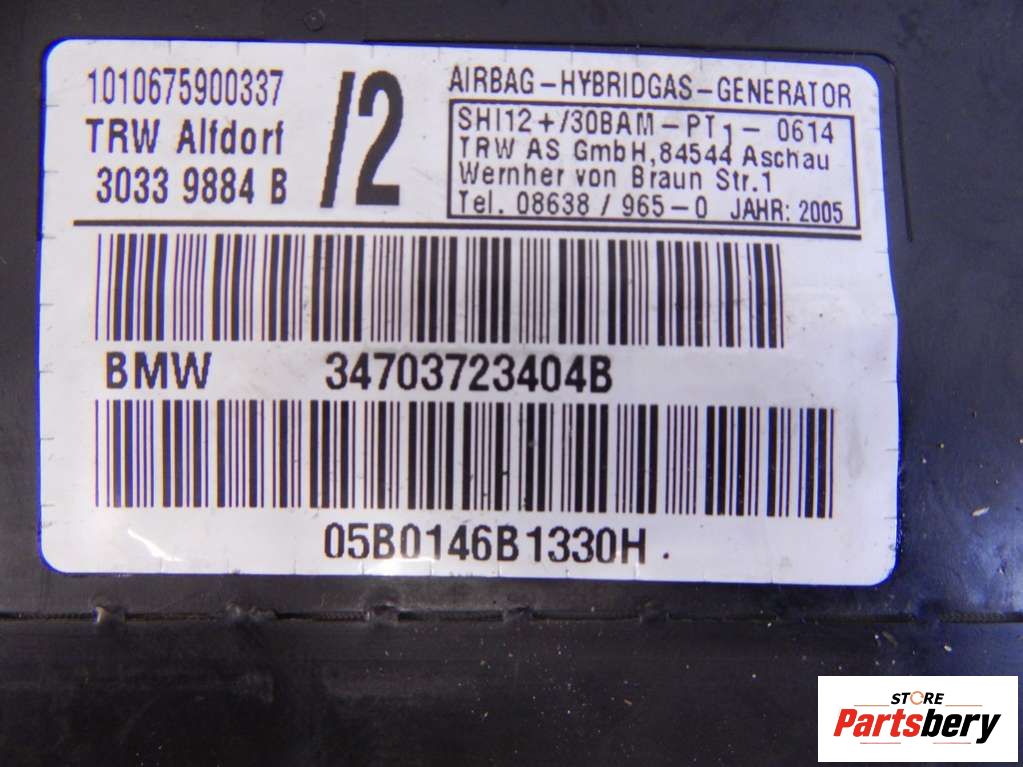 1010675900337
TRW Alfdorf
3033 9884 B
/2
AIRBAG-HYBRIDGAS-GENERATOR
SHI12+/30BAM-PT1-0614
TRW AS GmbH,84544 Aschau
Wernher von Braun Str.1
Tel. 08638/965-0 JAHR: 2005
BMW 34703723404B
05B0146B1330H
STORE
Partsbery